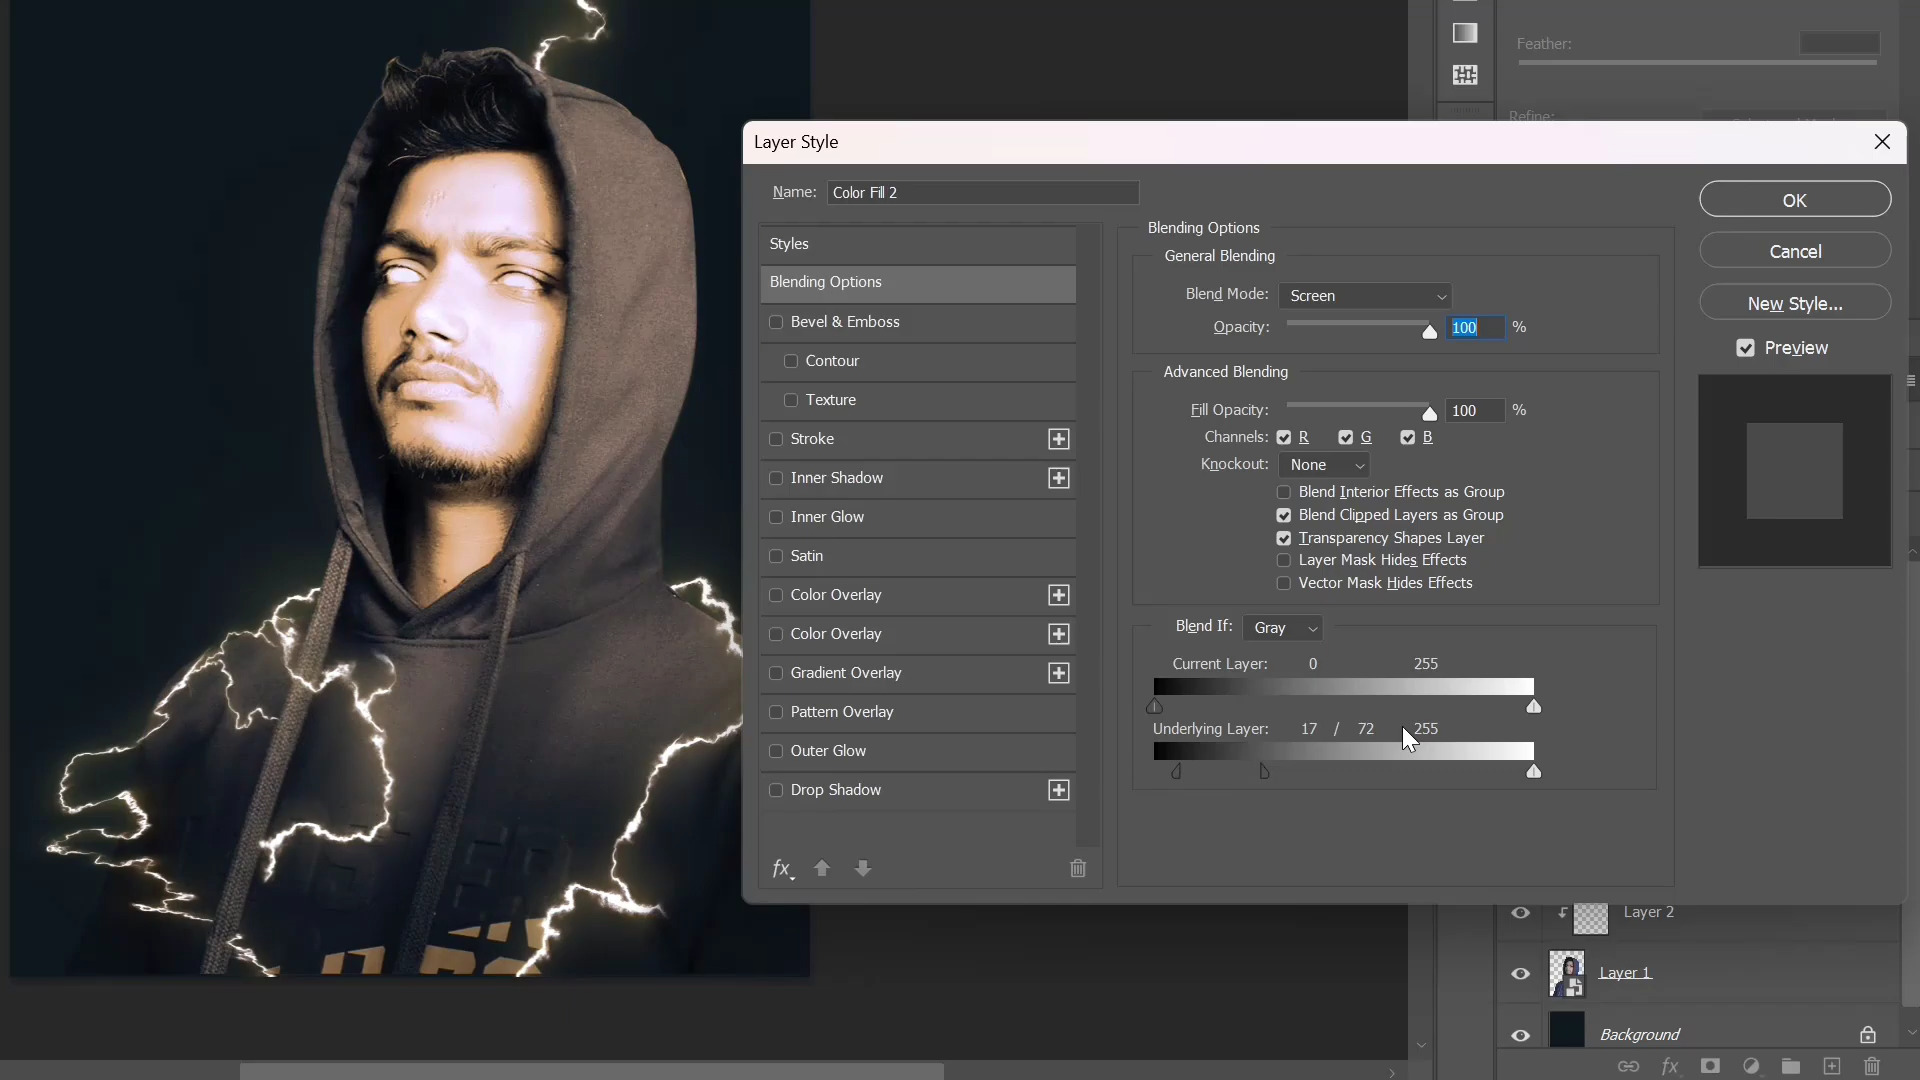 Feather:
Refine:
Layer Style
Name: Color Fill 2
OK
Cancel
New Style...
Preview
Styles
Blending Options
Bevel & Emboss
Contour
Texture
Stroke
Inner Shadow
Inner Glow
Satin
Color Overlay
Color Overlay
Gradient Overlay
Pattern Overlay
Outer Glow
Drop Shadow
fx
Blending Options
General Blending
Blend Mode: Screen
Opacity: 100 %
Advanced Blending
Fill Opacity: 100 %
Channels: R G B
Knockout: None
Blend Interior Effects as Group
Blend Clipped Layers as Group
Transparency Shapes Layer
Layer Mask Hides Effects
Vector Mask Hides Effects
Blend If: Gray
Current Layer: 0 255
Underlying Layer: 17 / 72 255
Layer 2
Layer 1
Background
fx